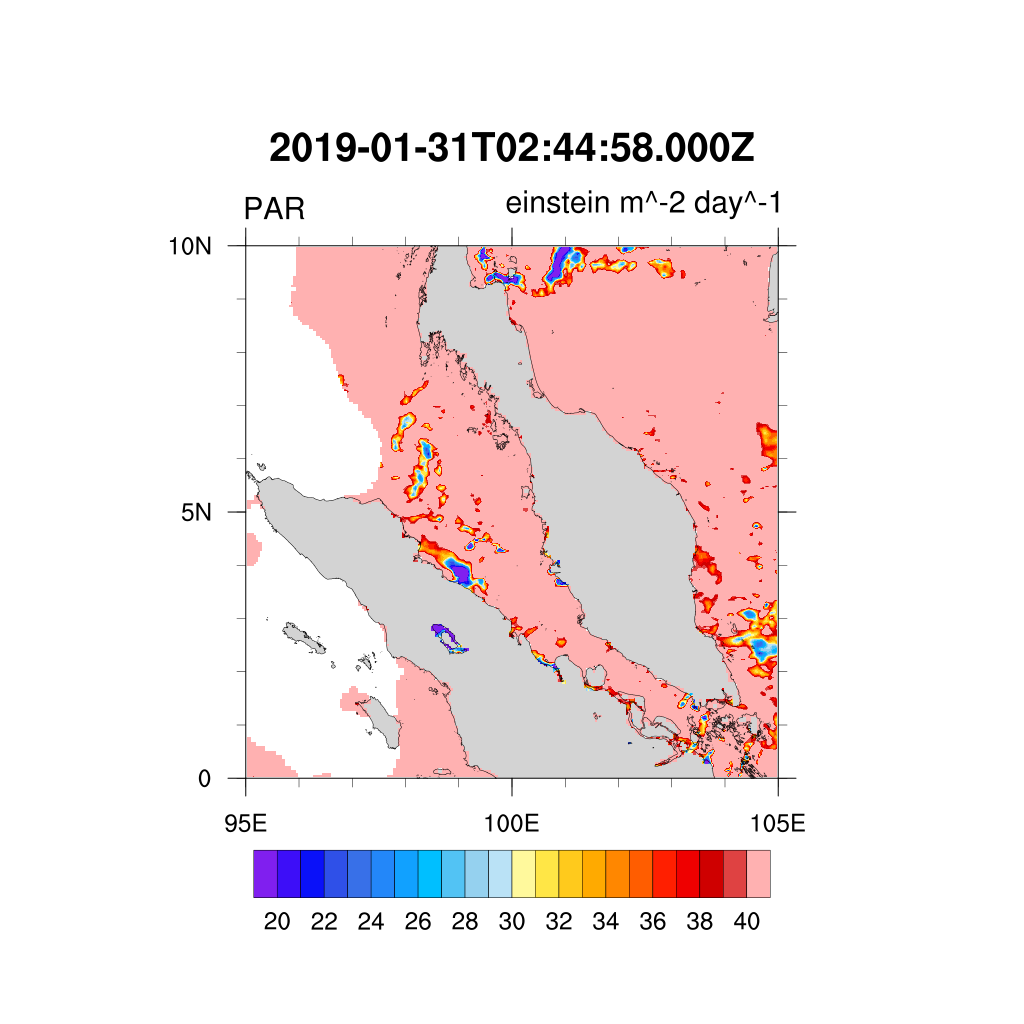 2019-01-31T02:44:58.000Z
PAR einstein m^-2 day^-1
10N
5N
0
95E 100E 105E
20 22 24 26 28 30 32 34 36 38 40